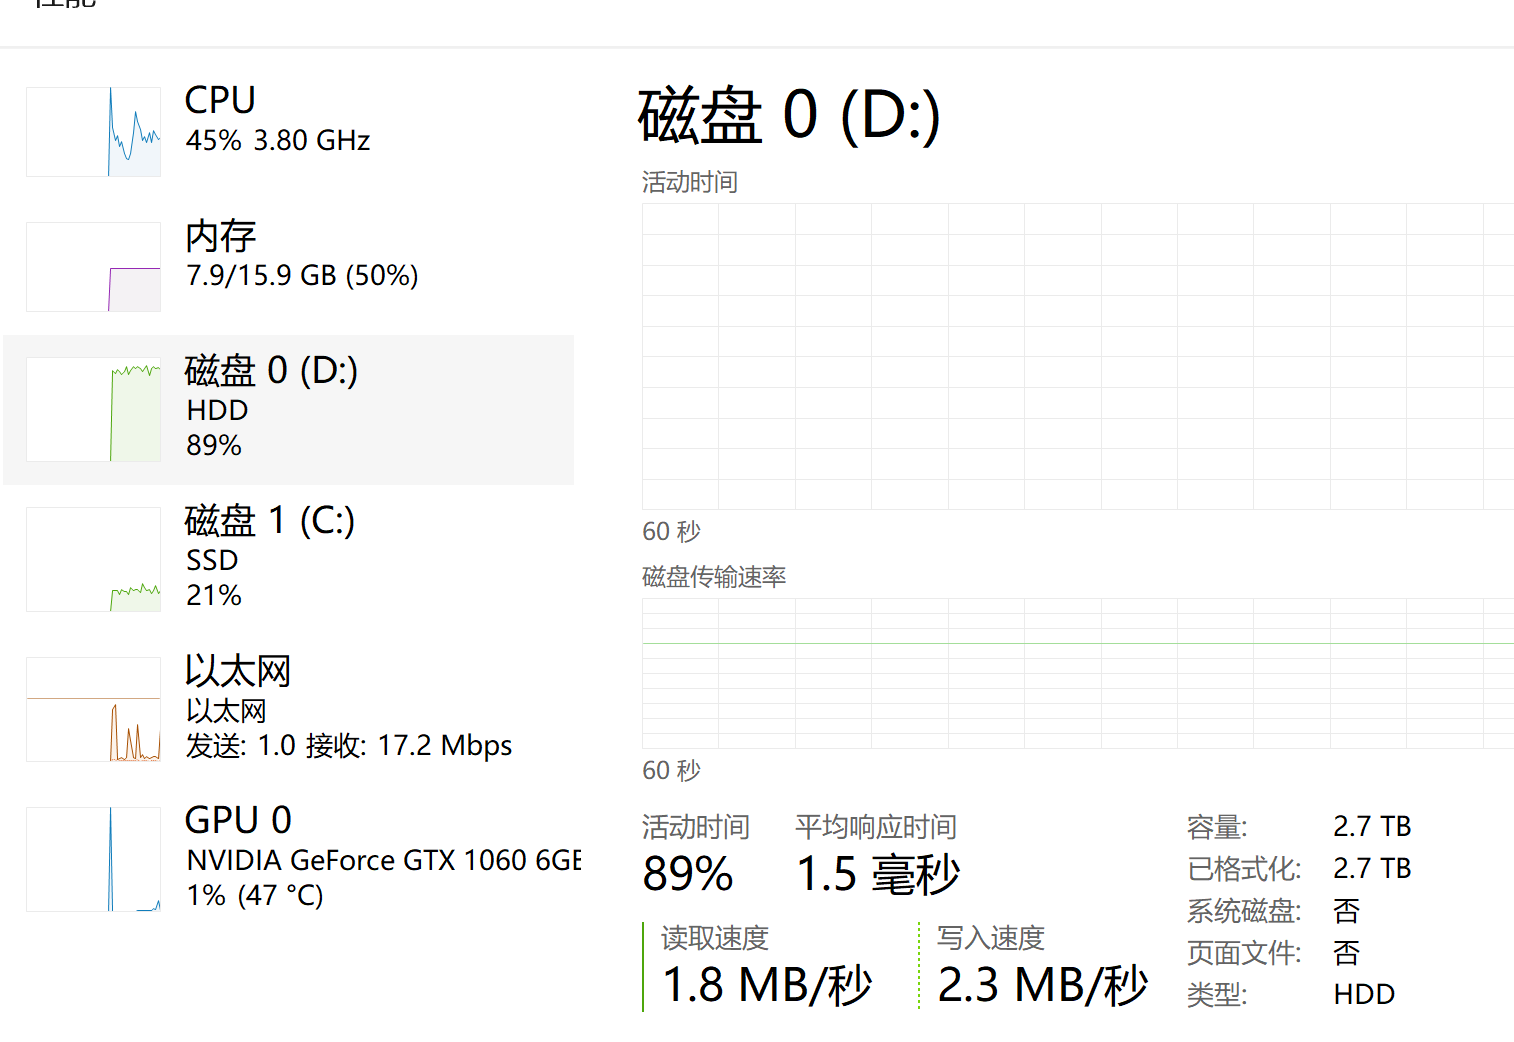 性能
CPU
45% 3.80 GHz
内存
7.9/15.9 GB (50%)
磁盘 0 (D:)
HDD
89%
磁盘 1 (C:)
SSD
21%
以太网
以太网
发送: 1.0 接收: 17.2 Mbps
GPU 0
NVIDIA GeForce GTX 1060 6GB
1% (47 °C)
磁盘 0 (D:)
活动时间
60 秒
磁盘传输速率
60 秒
活动时间
89%
平均响应时间
1.5 毫秒
读取速度
1.8 MB/秒
写入速度
2.3 MB/秒
容量: 2.7 TB
已格式化: 2.7 TB
系统磁盘: 否
页面文件: 否
类型: HDD